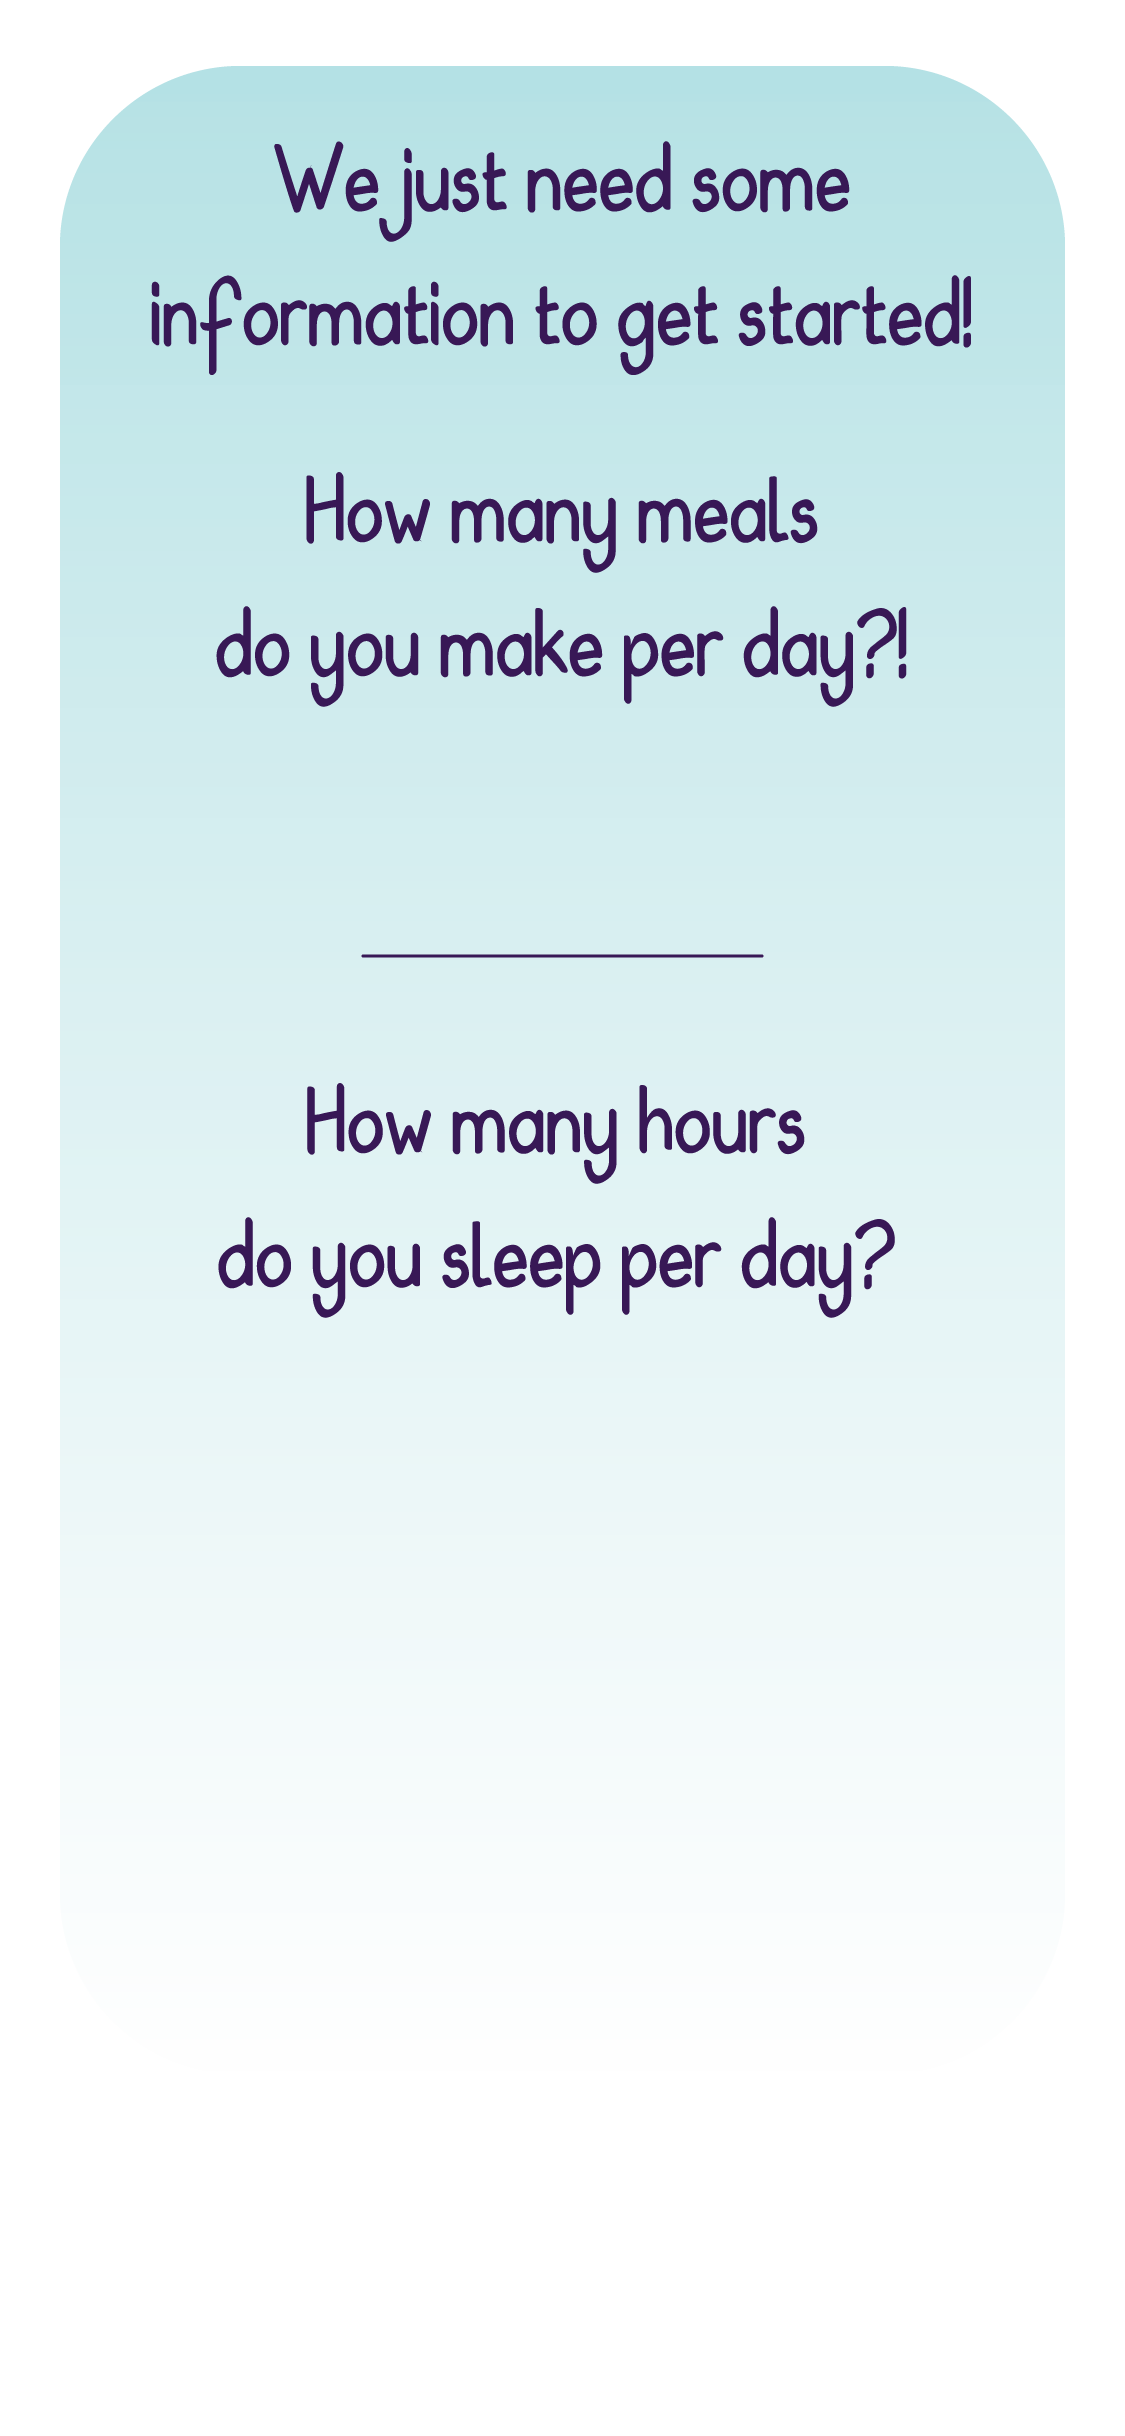 We just need some
information to get started!
How many meals
do you make per day?!
How many hours
do you sleep per day?